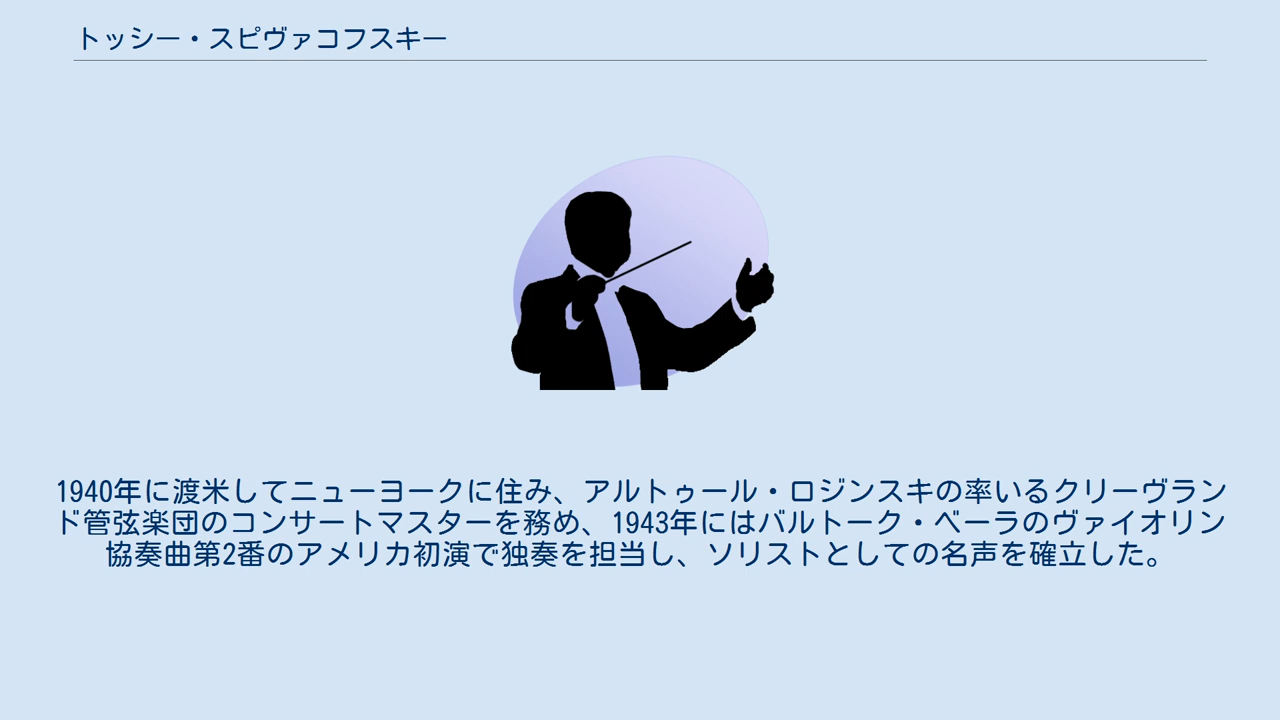 トッシー・スピヴァコフスキー
1940年に渡米してニューヨークに住み、アルトゥール・ロジンスキの率いるクリーヴラン
ド管弦楽団のコンサートマスターを務め、1943年にはバルトーク・ベーラのヴァイオリン
協奏曲第2番のアメリカ初演で独奏を担当し、ソリストとしての名声を確立した。